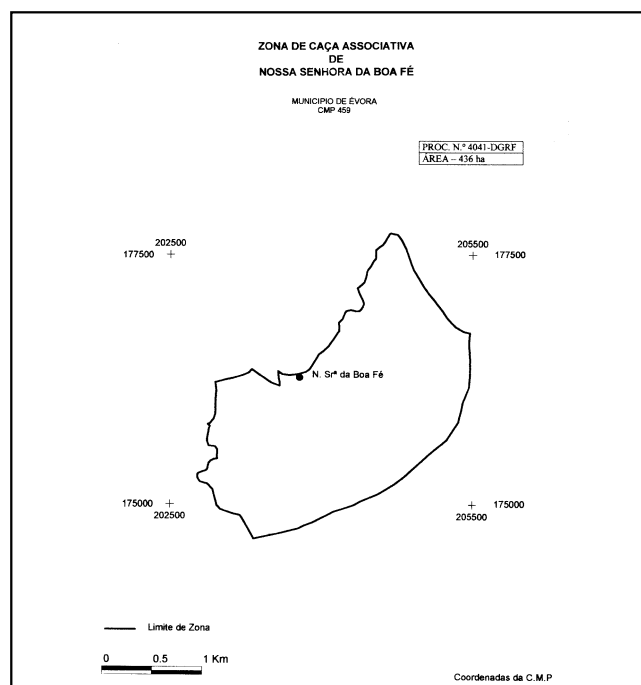 ZONA DE CAÇA ASSOCIATIVA
DE
NOSSA SENHORA DA BOA FÉ
MUNICIPIO DE ÉVORA
CMP 459
PROC. N.º 4041-DGRF
ÁREA – 436 ha
202500
177500
205500
177500
N. Srª da Boa Fé
175000
202500
175000
205500
Limite de Zona
0 0.5 1 Km
Coordenadas da C.M.P